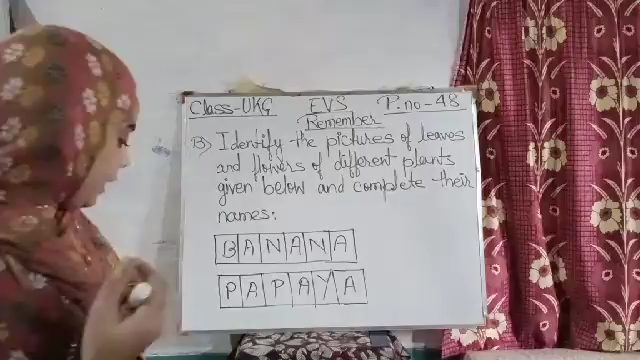 Class-UKG EVS P.no-48
Remember
B) Identify the pictures of leaves
and flowers of different plants
given below and complete their
names:
BANANA
PAPAYA